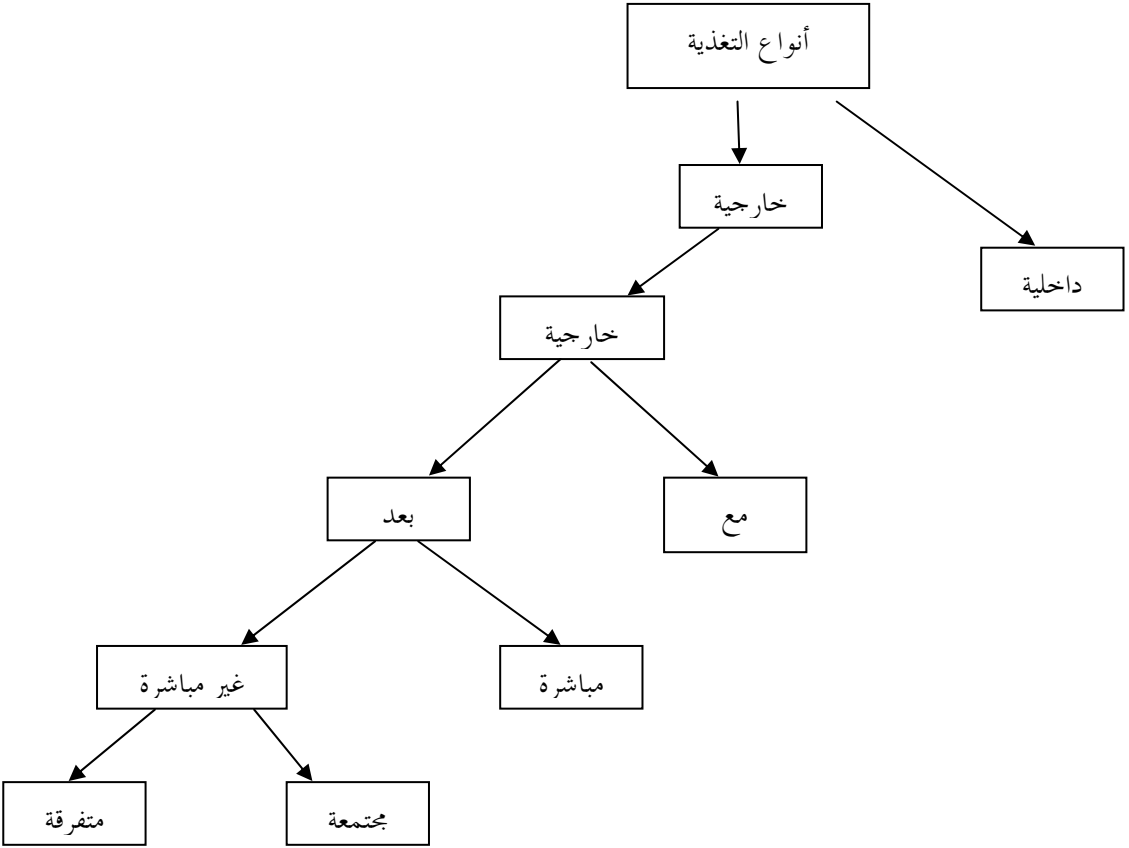 أنواع التغذية
خارجية
داخلية
خارجية
مع
بعد
مباشرة
غير مباشرة
مجتمعة
متفرقة